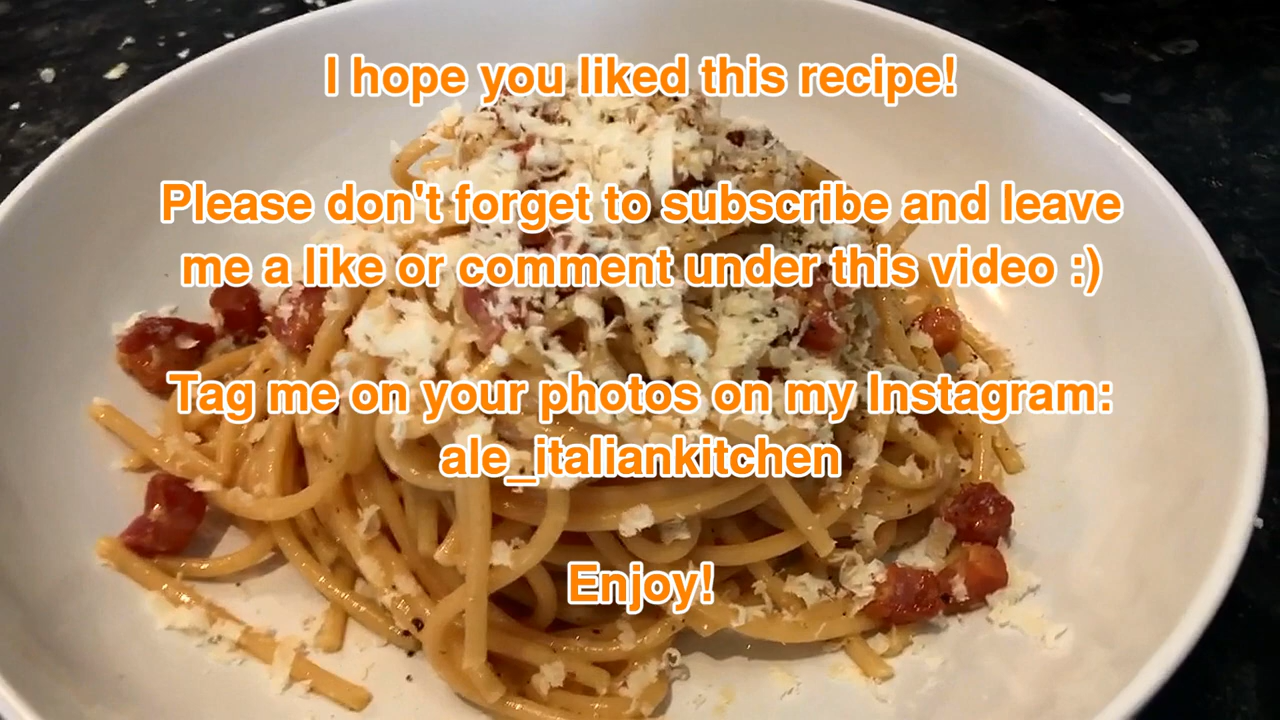 I hope you liked this recipe!
Please don't forget to subscribe and leave
me a like or comment under this video :)
Tag me on your photos on my Instagram:
ale_italiankitchen
Enjoy!